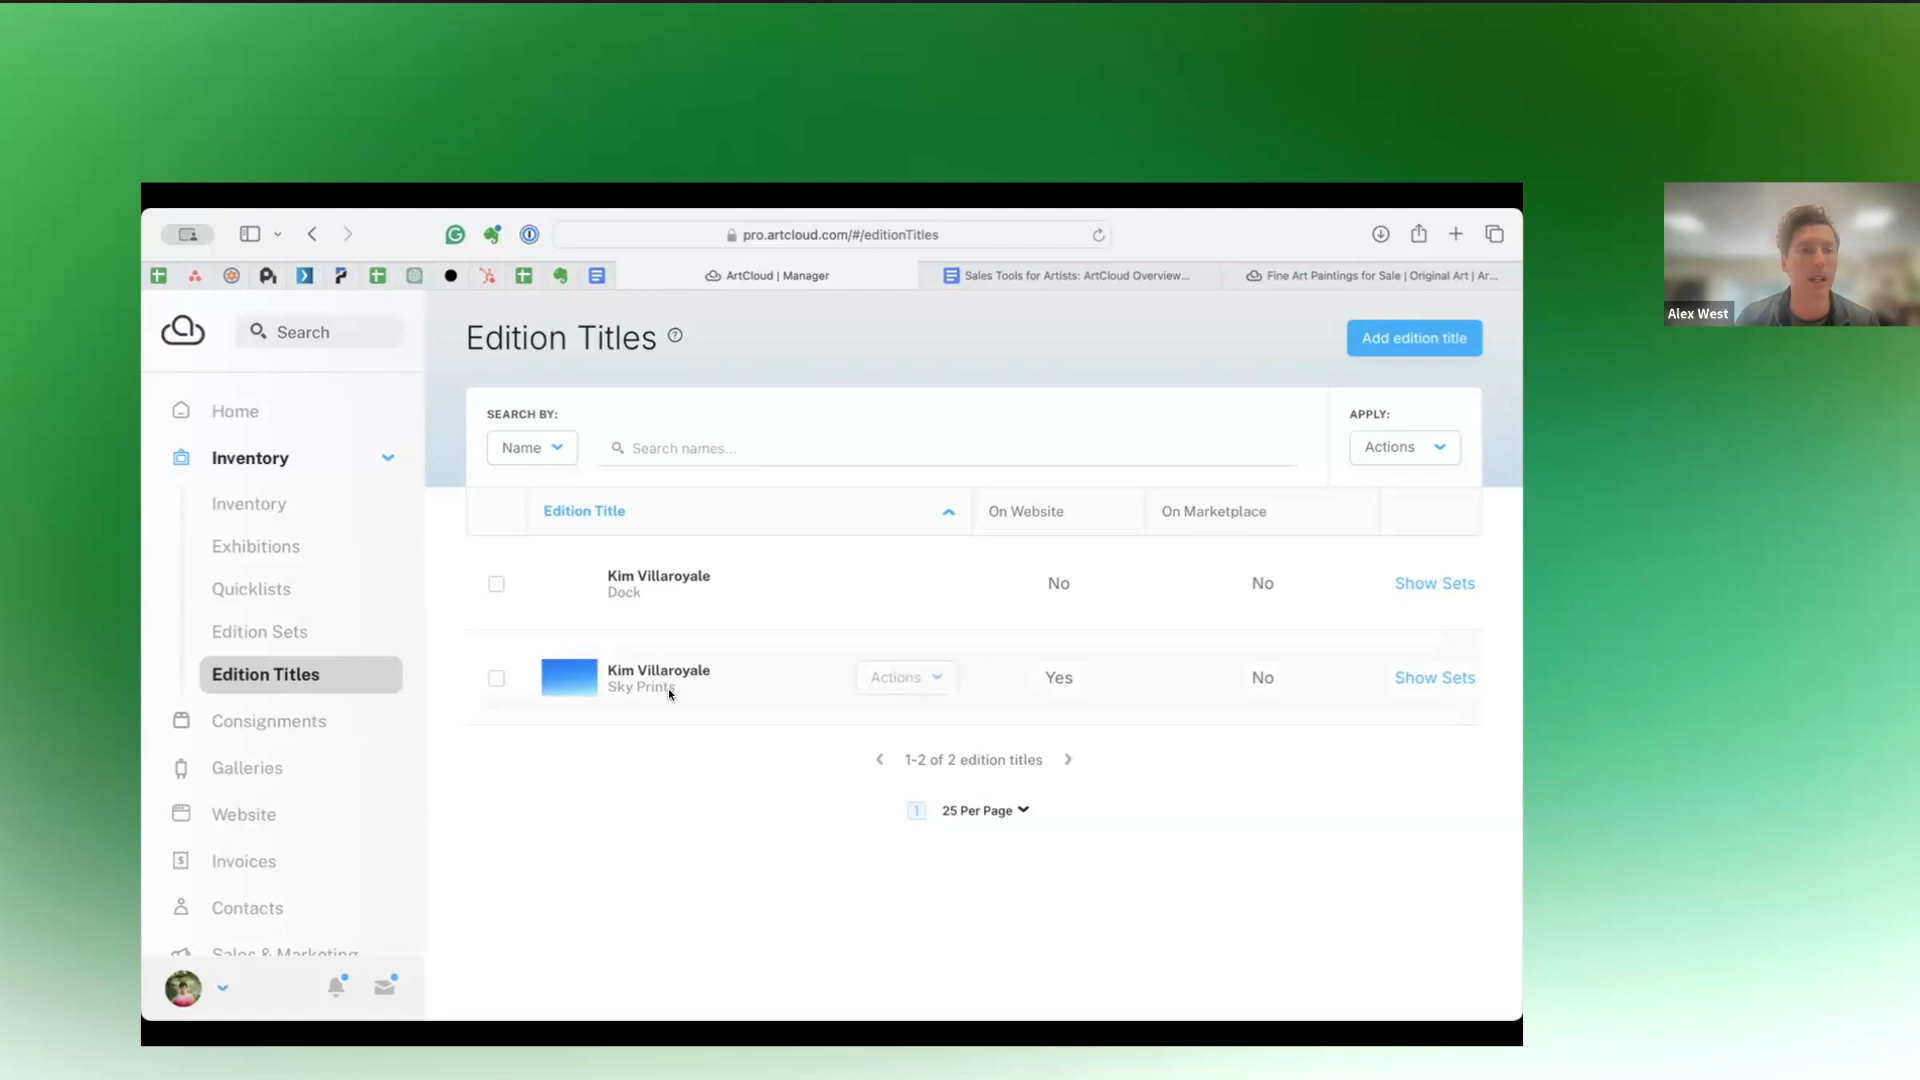 pro.artcloud.com/#/editionTitles
ArtCloud | Manager
Sales Tools for Artists: ArtCloud Overview...
Fine Art Paintings for Sale | Original Art | Ar...
Alex West
Search
Edition Titles
Add edition title
SEARCH BY:
Name
Search names...
APPLY:
Actions
Home
Inventory
Inventory
Exhibitions
Quicklists
Edition Sets
Edition Titles
Consignments
Galleries
Website
Invoices
Contacts
Sales & Marketing
Edition Title
On Website
On Marketplace
Kim Villaroyale
Dock
No
No
Show Sets
Kim Villaroyale
Sky Prints
Actions
Yes
No
Show Sets
1-2 of 2 edition titles
1
25 Per Page